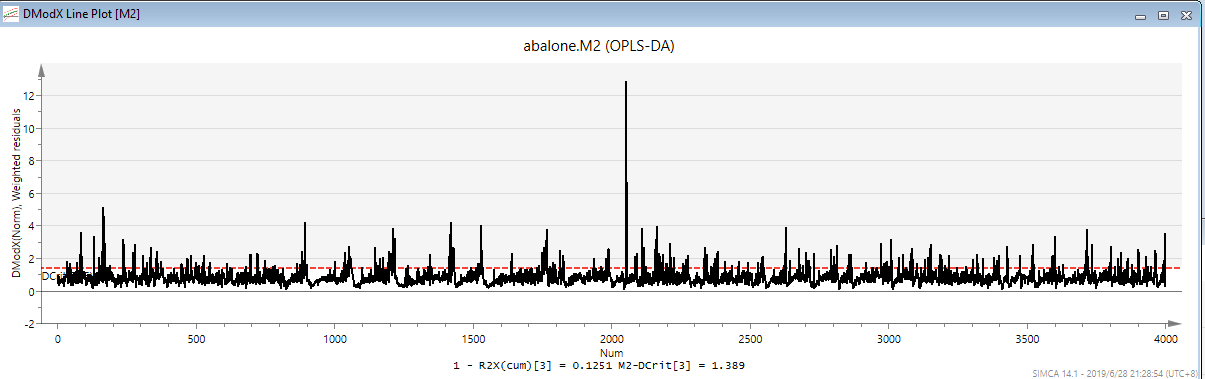 DModX Line Plot [M2]
abalone.M2 (OPLS-DA)
DModX(Norm), Weighted residuals
12
10
8
6
4
2
0
-2
0 500 1000 1500 2000 2500 3000 3500 4000
Num
1 - R2X(cum)[3] = 0.1251 M2-DCrit[3] = 1.389
SIMCA 14.1 - 2019/6/28 21:28:54 (UTC+8)